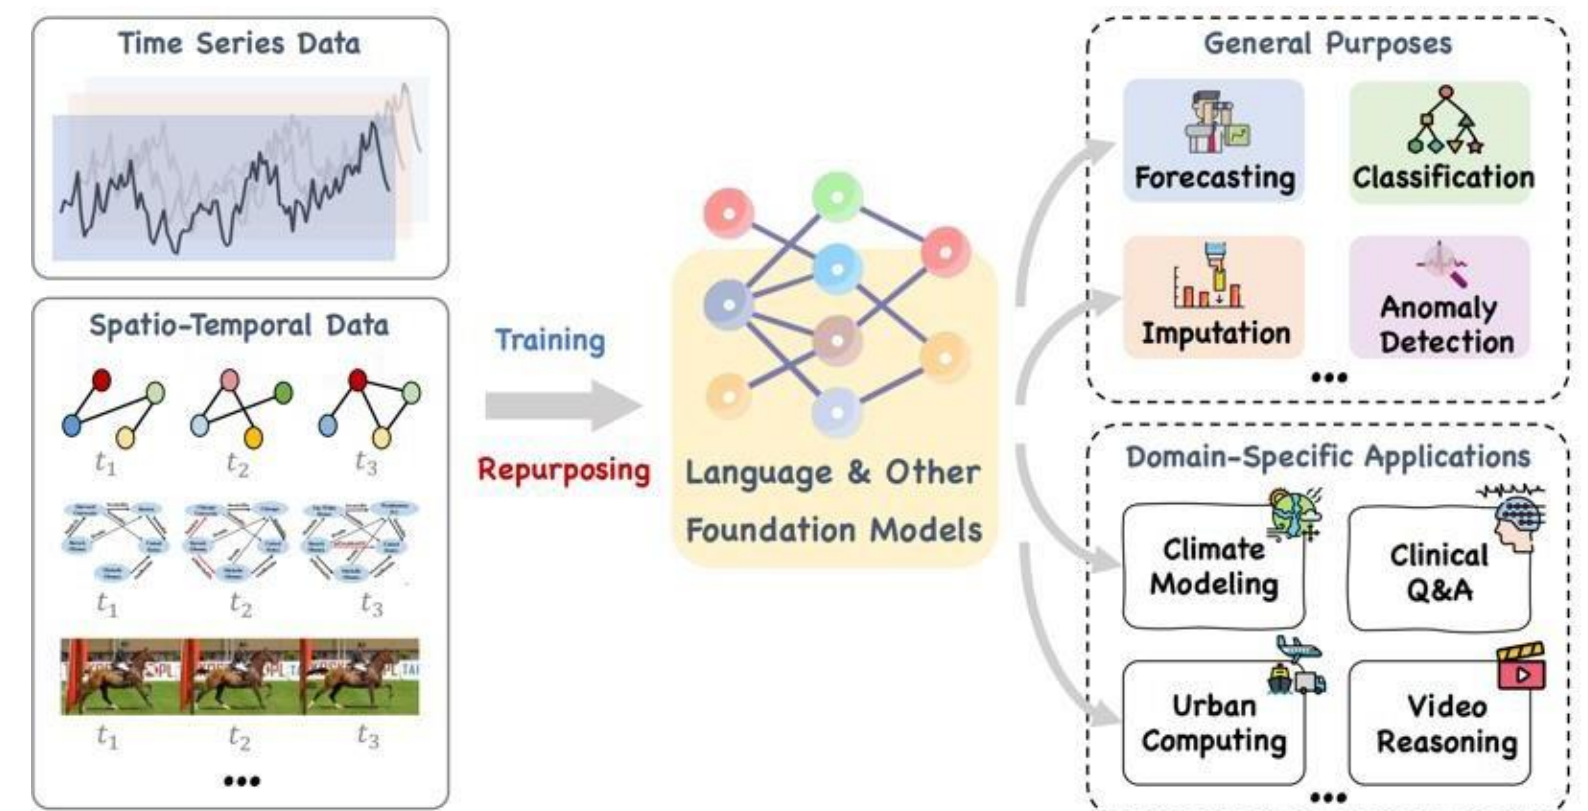 Time Series Data
Spatio-Temporal Data
t1
t2
t3
t1
t2
t3
t1
t2
t3
•••
Training
Repurposing
Language & Other
Foundation Models
General Purposes
Forecasting
Classification
Imputation
Anomaly
Detection
•••
Domain-Specific Applications
Climate
Modeling
Clinical
Q&A
Urban
Computing
Video
Reasoning
•••